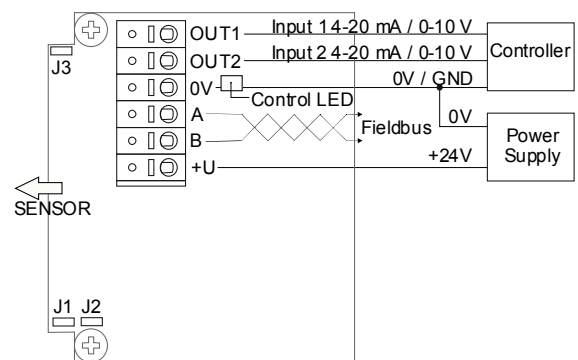 OUT1 Input 1 4-20 mA / 0-10 V
OUT2 Input 2 4-20 mA / 0-10 V
Controller
J3
0V 0V / GND
Control LED
A
Fieldbus
0V
B
Power
Supply
+U +24V
SENSOR
J1 J2